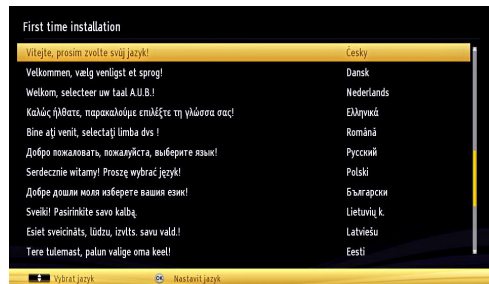 First time installation
Vítejte, prosím zvolte svůj jazyk! Česky
Velkommen, vælg venligst et sprog! Dansk
Welkom, selecteer uw taal A.U.B.! Nederlands
Καλώς ήλθατε, παρακαλούμε επιλέξτε τη γλώσσα σας! Ελληνικά
Bine aţi venit, selectaţi limba dvs ! Română
Добро пожаловать, пожалуйста, выберите язык! Русский
Serdecznie witamy! Proszę wybrać język! Polski
Добре дошли моля изберете вашия език! Български
Sveiki! Pasirinkite savo kalbą. Lietuvių k.
Esiet sveicināts, lūdzu, izvlts. savu vald.! Latviešu
Tere tulemast, palun valige oma keel! Eesti
Vybrat jazyk OK Nastavit jazyk